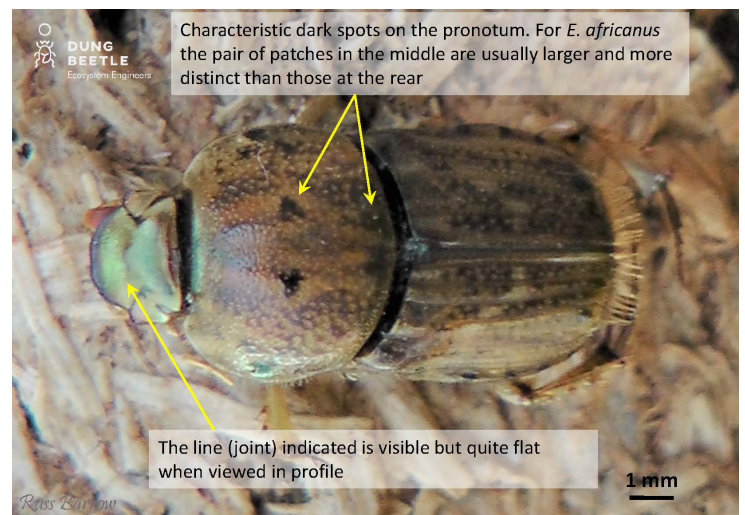 Characteristic dark spots on the pronotum. For E. africanus
the pair of patches in the middle are usually larger and more
distinct than those at the rear
DUNG
BEETLE
Ecosystem Engineers
The line (joint) indicated is visible but quite flat
when viewed in profile
1 mm
Russ Barrow